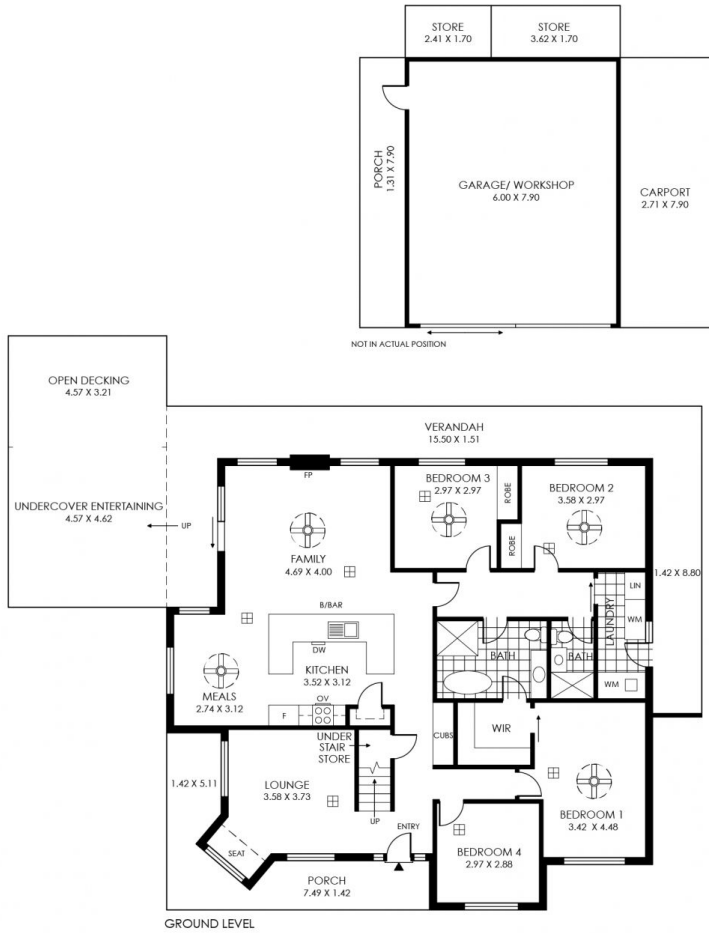 STORE
2.41 X 1.70
STORE
3.62 X 1.70
PORCH
1.31 X 7.90
GARAGE/ WORKSHOP
6.00 X 7.90
CARPORT
2.71 X 7.90
NOT IN ACTUAL POSITION
OPEN DECKING
4.57 X 3.21
VERANDAH
15.50 X 1.51
UNDERCOVER ENTERTAINING
4.57 X 4.62
UP
FP
FAMILY
4.69 X 4.00
BEDROOM 3
2.97 X 2.97
ROBE
ROBE
BEDROOM 2
3.58 X 2.97
1.42 X 8.80
B/BAR
DW
KITCHEN
3.52 X 3.12
MEALS
2.74 X 3.12
OV
F
BATH
BATH
LAUNDRY
LIN
WM
WM
UNDER
STAIR
STORE
CUBS
WIR
1.42 X 5.11
LOUNGE
3.58 X 3.73
SEAT
UP
ENTRY
BEDROOM 1
3.42 X 4.48
BEDROOM 4
2.97 X 2.88
PORCH
7.49 X 1.42
GROUND LEVEL